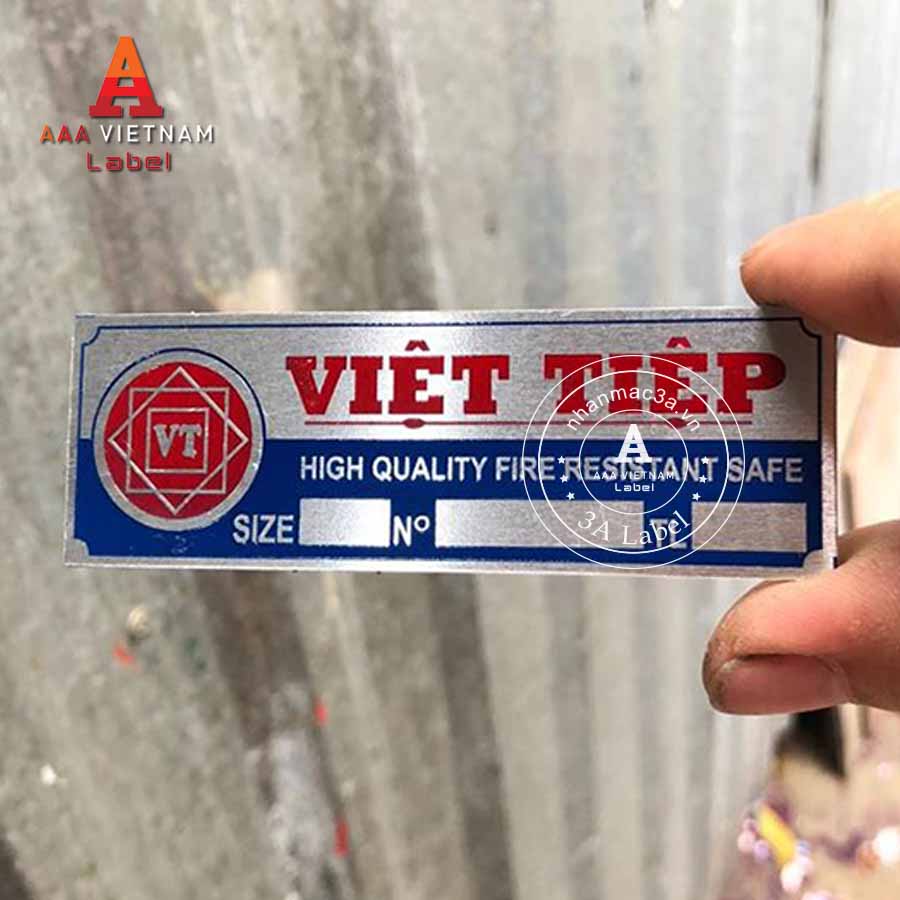 A
AAA VIETNAM
Label
VIỆT TIỆP
VT
HIGH QUALITY FIRE RESISTANT SAFE
SIZE Nº
nhanmac3a.vn
A
AAA VIETNAM
Label
3A Label